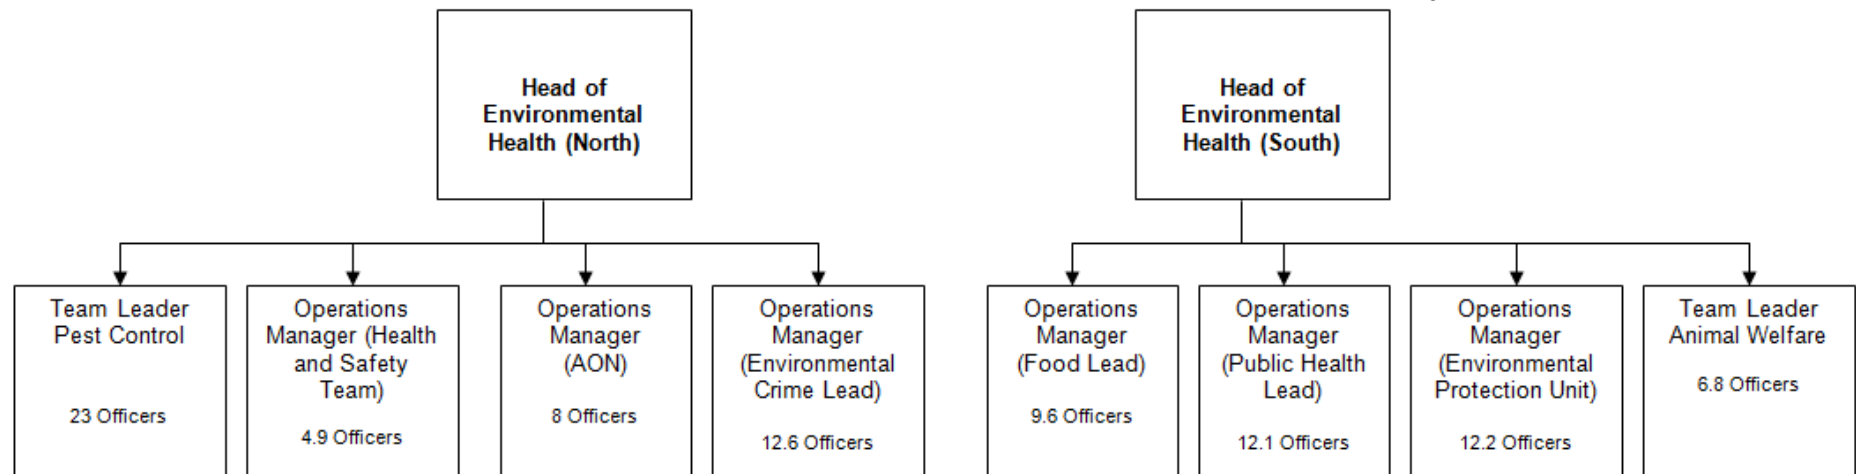 Head of
Environmental
Health (North)
Head of
Environmental
Health (South)
Team Leader
Pest Control
23 Officers
Operations
Manager (Health
and Safety
Team)
4.9 Officers
Operations
Manager
(AON)
8 Officers
Operations
Manager
(Environmental
Crime Lead)
12.6 Officers
Operations
Manager
(Food Lead)
9.6 Officers
Operations
Manager
(Public Health
Lead)
12.1 Officers
Operations
Manager
(Environmental
Protection Unit)
12.2 Officers
Team Leader
Animal Welfare
6.8 Officers